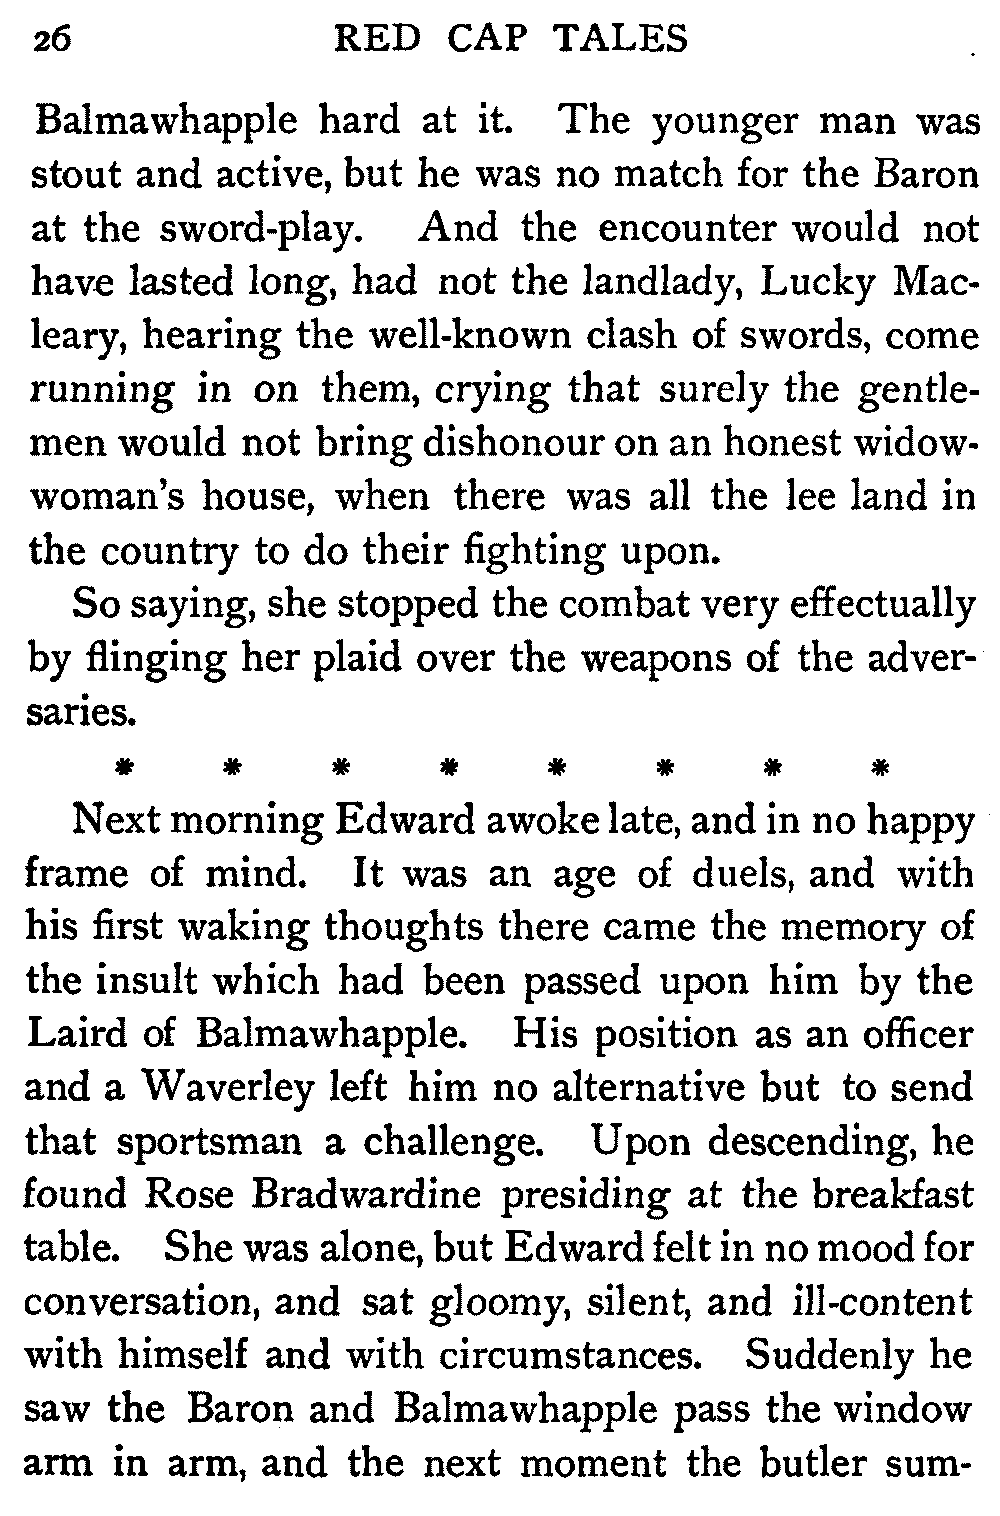 26 RED CAP TALES
Balmawhapple hard at it. The younger man was
stout and active, but he was no match for the Baron
at the sword-play. And the encounter would not
have lasted long, had not the landlady, Lucky Mac-
leary, hearing the well-known clash of swords, come
running in on them, crying that surely the gentle-
men would not bring dishonour on an honest widow-
woman's house, when there was all the lee land in
the country to do their fighting upon.
So saying, she stopped the combat very effectually
by flinging her plaid over the weapons of the adver-
saries.
* * * * * * * *
Next morning Edward awoke late, and in no happy
frame of mind. It was an age of duels, and with
his first waking thoughts there came the memory of
the insult which had been passed upon him by the
Laird of Balmawhapple. His position as an officer
and a Waverley left him no alternative but to send
that sportsman a challenge. Upon descending, he
found Rose Bradwardine presiding at the breakfast
table. She was alone, but Edward felt in no mood for
conversation, and sat gloomy, silent, and ill-content
with himself and with circumstances. Suddenly he
saw the Baron and Balmawhapple pass the window
arm in arm, and the next moment the butler sum-